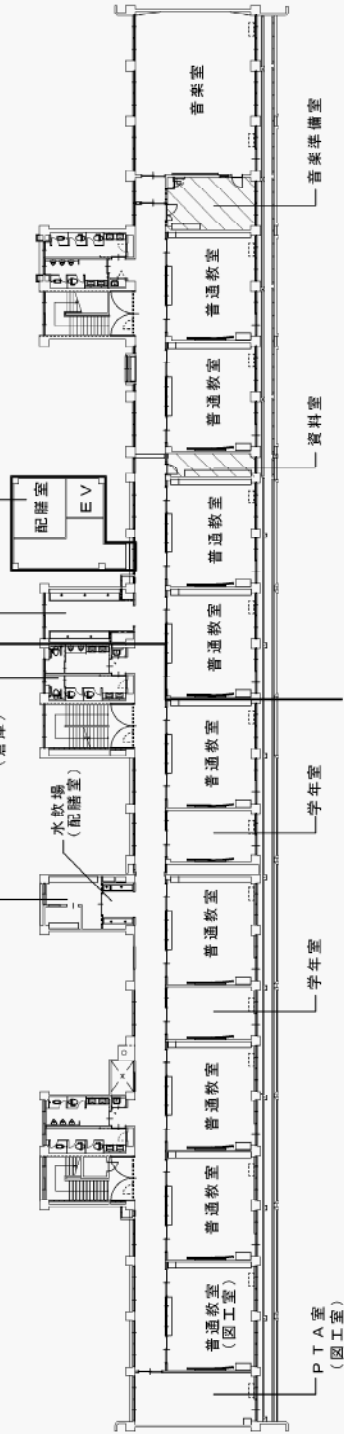 音楽室
音楽準備室
普通教室
普通教室
資料室
配膳室
EV
普通教室
普通教室
普通教室
学年室
水飲場
(配膳室)
普通教室
学年室
普通教室
普通教室
普通教室
(図工室)
PTA室
(図工室)